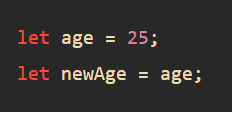 let age = 25;
let newAge = age;